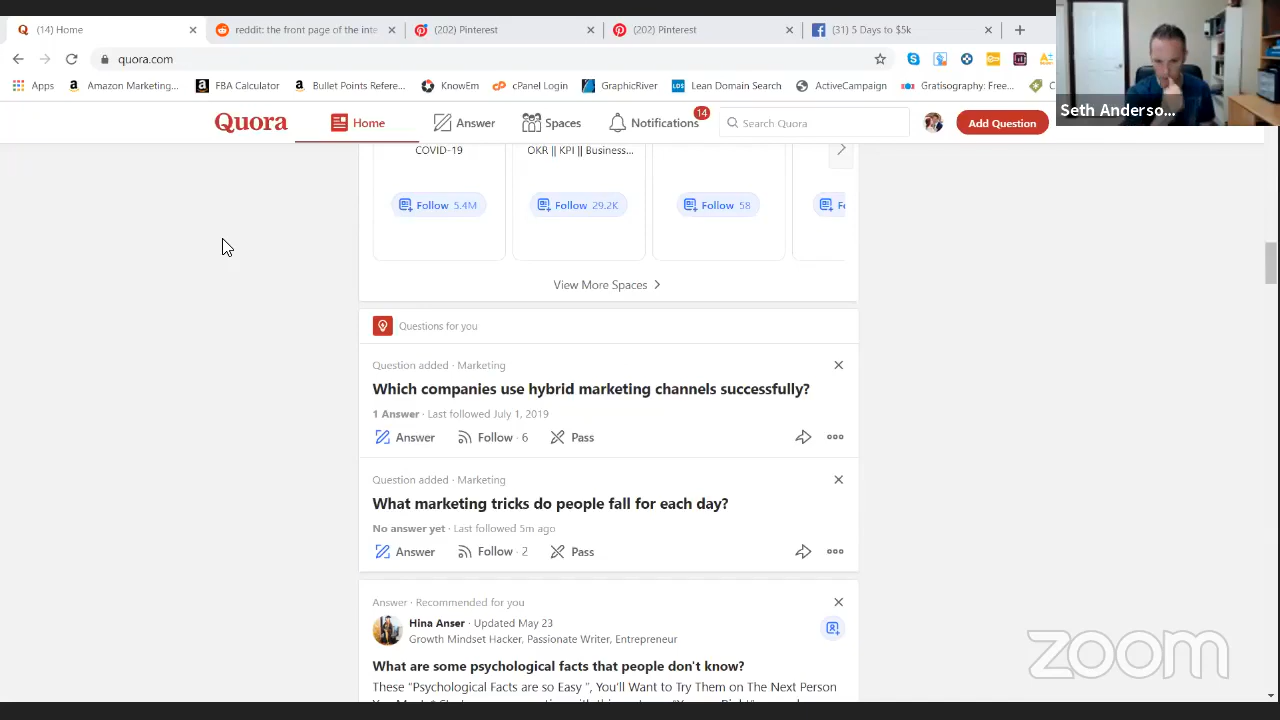 (14) Home
reddit: the front page of the inte
(202) Pinterest
(202) Pinterest
(31) 5 Days to $5k
quora.com
Apps
Amazon Marketing...
FBA Calculator
Bullet Points Refere...
KnowEm
cPanel Login
GraphicRiver
Lean Domain Search
ActiveCampaign
Gratisography: Free...
Seth Anderso...
Quora
Home
Answer
Spaces
Notifications
14
Search Quora
Add Question
COVID-19
OKR || KPI || Business...
Follow 5.4M
Follow 29.2K
Follow 58
View More Spaces
Questions for you
Question added · Marketing
Which companies use hybrid marketing channels successfully?
1 Answer · Last followed July 1, 2019
Answer
Follow · 6
Pass
Question added · Marketing
What marketing tricks do people fall for each day?
No answer yet · Last followed 5m ago
Answer
Follow · 2
Pass
Answer · Recommended for you
Hina Anser · Updated May 23
Growth Mindset Hacker, Passionate Writer, Entrepreneur
What are some psychological facts that people don't know?
These “Psychological Facts are so Easy ”, You'll Want to Try Them on The Next Person
zoom